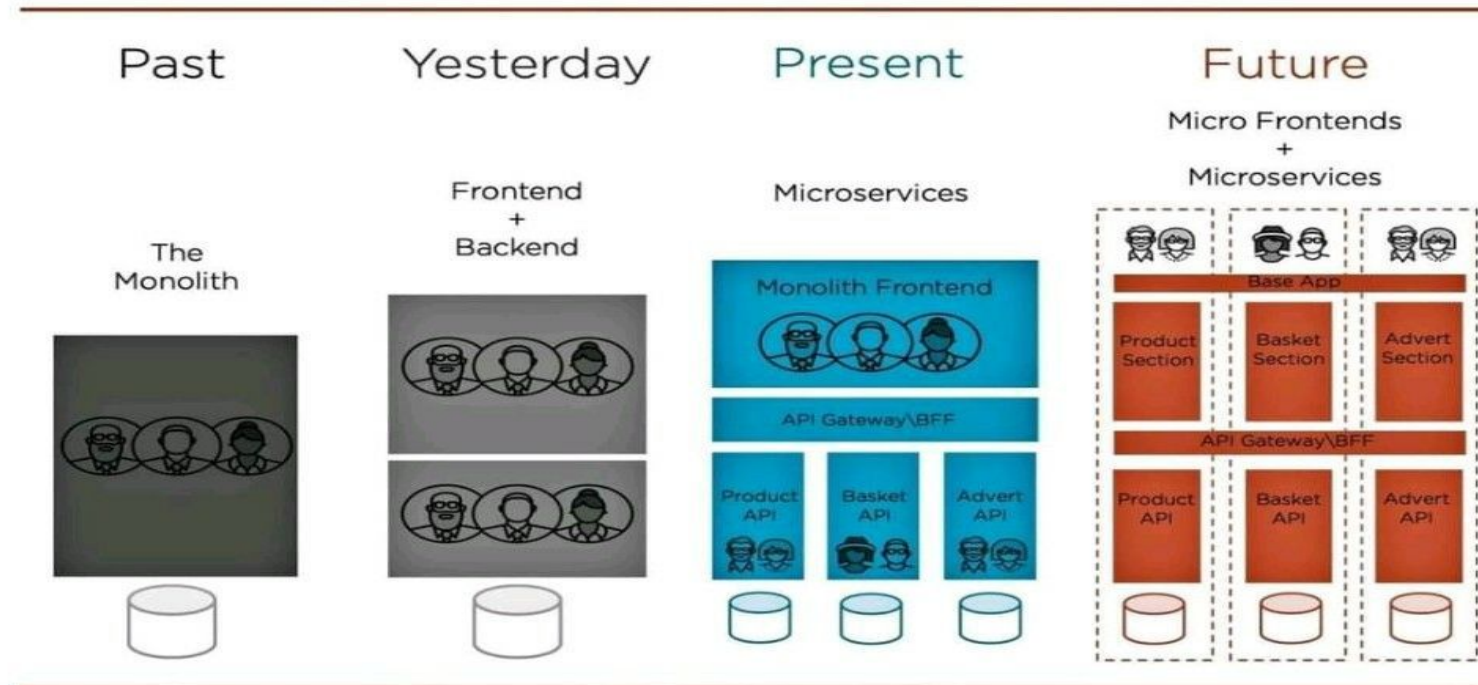 Past
The
Monolith
Yesterday
Frontend
+
Backend
Present
Microservices
Monolith Frontend
API Gateway\BFF
Product
API
Basket
API
Advert
API
Future
Micro Frontends
+
Microservices
Base App
Product
Section
Basket
Section
Advert
Section
API Gateway\BFF
Product
API
Basket
API
Advert
API